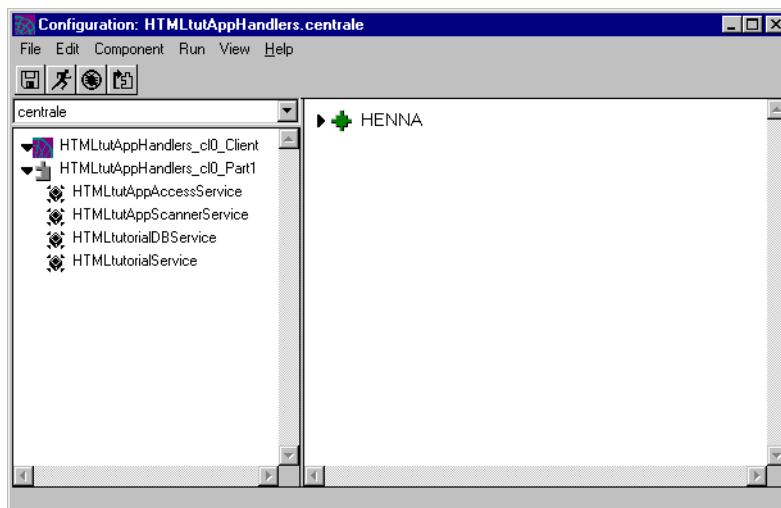 Configuration: HTMLtutAppHandlers.centrale
File Edit Component Run View Help
centrale
HTMLtutAppHandlers_cl0_Client
HTMLtutAppHandlers_cl0_Part1
HTMLtutAppAccessService
HTMLtutAppScannerService
HTMLtutorialDBService
HTMLtutorialService
HENNA